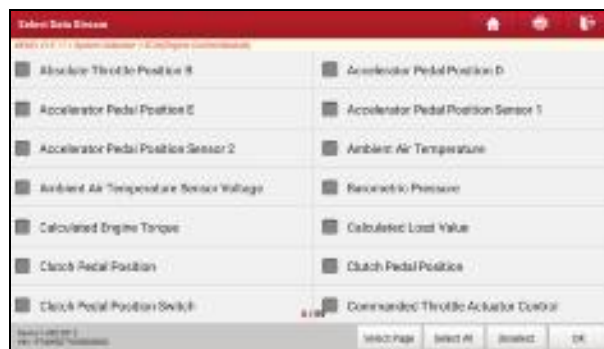 Select Data Stream
Absolute Throttle Position B
Accelerator Pedal Position D
Accelerator Pedal Position E
Accelerator Pedal Position Sensor 1
Accelerator Pedal Position Sensor 2
Ambient Air Temperature
Ambient Air Temperature Sensor Voltage
Barometric Pressure
Calculated Engine Torque
Calculated Load Value
Clutch Pedal Position
Clutch Pedal Position
Clutch Pedal Position Switch
Commanded Throttle Actuator Control
Select Page
Select All
Unselect
OK